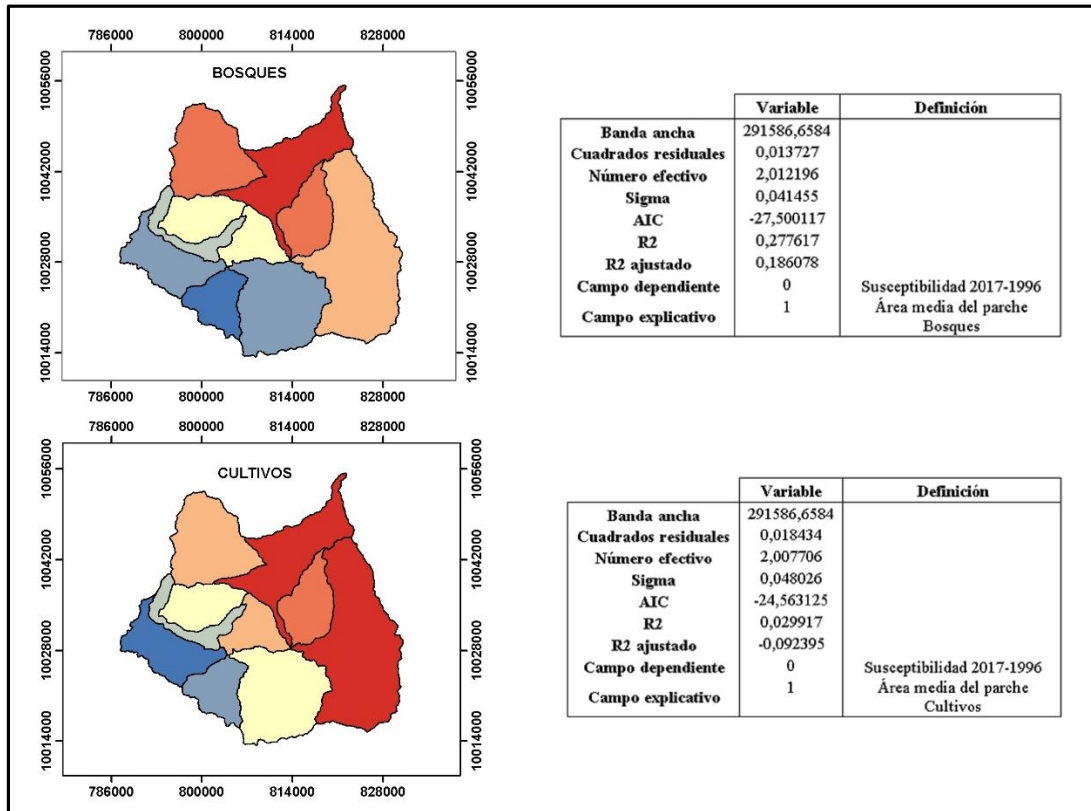 786000 800000 814000 828000
BOSQUES
10056000 10056000
10042000 10042000
10028000 10028000
10014000 10014000
Variable Definición
Banda ancha 291586,6584
Cuadrados residuales 0,013727
Número efectivo 2,012196
Sigma 0,041455
AIC -27,500117
R2 0,277617
R2 ajustado 0,186078
Campo dependiente 0 Susceptibilidad 2017-1996
Campo explicativo 1 Área media del parche
Bosques
786000 800000 814000 828000
CULTIVOS
10056000 10056000
10042000 10042000
10028000 10028000
10014000 10014000
786000 800000 814000 828000
Variable Definición
Banda ancha 291586,6584
Cuadrados residuales 0,018434
Número efectivo 2,007706
Sigma 0,048026
AIC -24,563125
R2 0,029917
R2 ajustado -0,092395
Campo dependiente 0 Susceptibilidad 2017-1996
Campo explicativo 1 Área media del parche
Cultivos